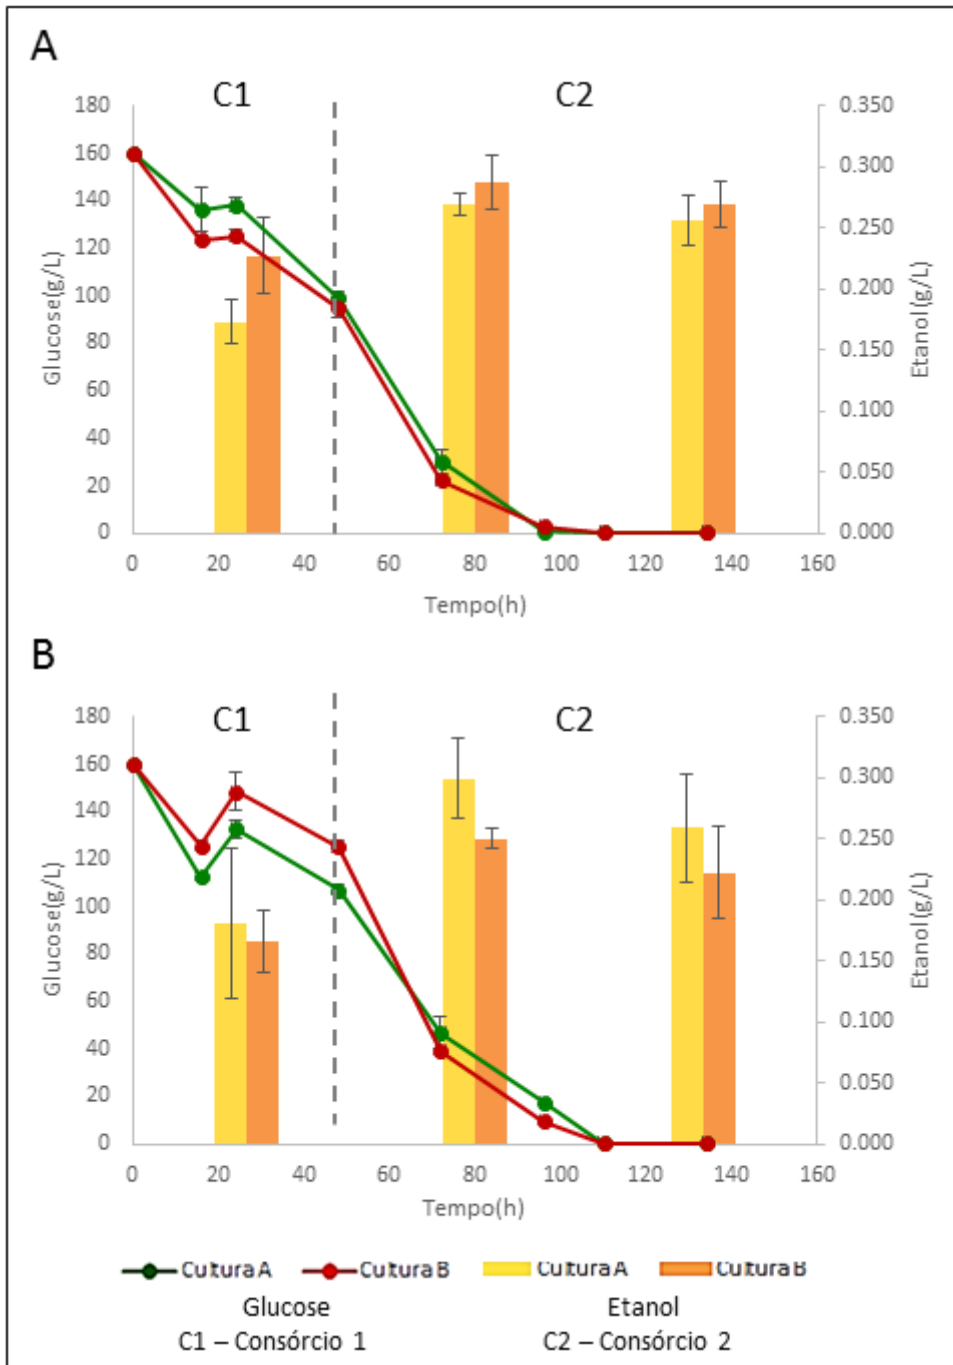 A
C1 C2
180 0.350
160 0.300
140 0.250
120 0.200
100 0.150
80 0.100
60 0.050
40 0.000
20
0
Glucose(g/L)
Etanol(g/L)
0 20 40 60 80 100 120 140 160
Tempo(h)
B
C1 C2
180 0.350
160 0.300
140 0.250
120 0.200
100 0.150
80 0.100
60 0.050
40 0.000
20
0
Glucose(g/L)
Etanol(g/L)
0 20 40 60 80 100 120 140 160
Tempo(h)
Cultura A Cultura B Cultura A Cultura B
Glucose Etanol
C1 – Consórcio 1 C2 – Consórcio 2